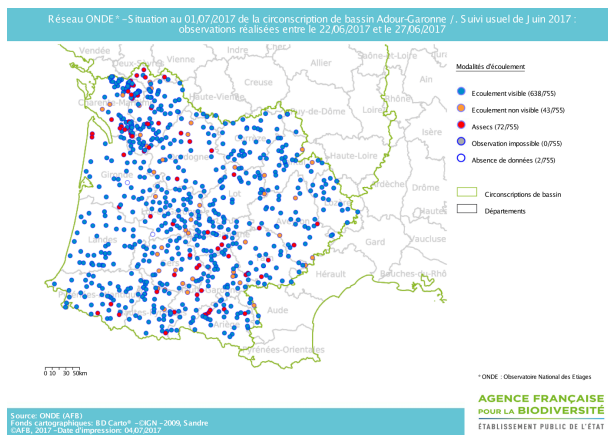 Réseau ONDE* - Situation au 01/07/2017 de la circonscription de bassin Adour-Garonne /. Suivi usuel de Juin 2017 :
observations réalisées entre le 22/06/2017 et le 27/06/2017
Vendée
Deux-Sèvres
Vienne
Indre
Cher
Allier
Saône-et-Loire
Creuse
Ain
Haute-Vienne
Puy-de-Dôme
Loire
Rhône
Isère
Haute-Loire
Drôme
Lot
Gard
Vaucluse
Landes
Hérault
Bouches-du-Rhô
Aude
Pyrénées-Orientales
Modalités d'écoulement
Ecoulement visible (638/755)
Ecoulement non visible (43/755)
Assecs (72/755)
Observation impossible (0/755)
Absence de données (2/755)
Circonscriptions de bassin
Départements
0 10 30 50km
* ONDE : Observatoire National des Etiages
AGENCE FRANÇAISE
POUR LA BIODIVERSITÉ
ÉTABLISSEMENT PUBLIC DE L'ÉTAT
Source: ONDE (AFB)
Fonds cartographiques: BD Carto® -©IGN -2009, Sandre
©AFB, 2017 -Date d'impression: 04/07/2017